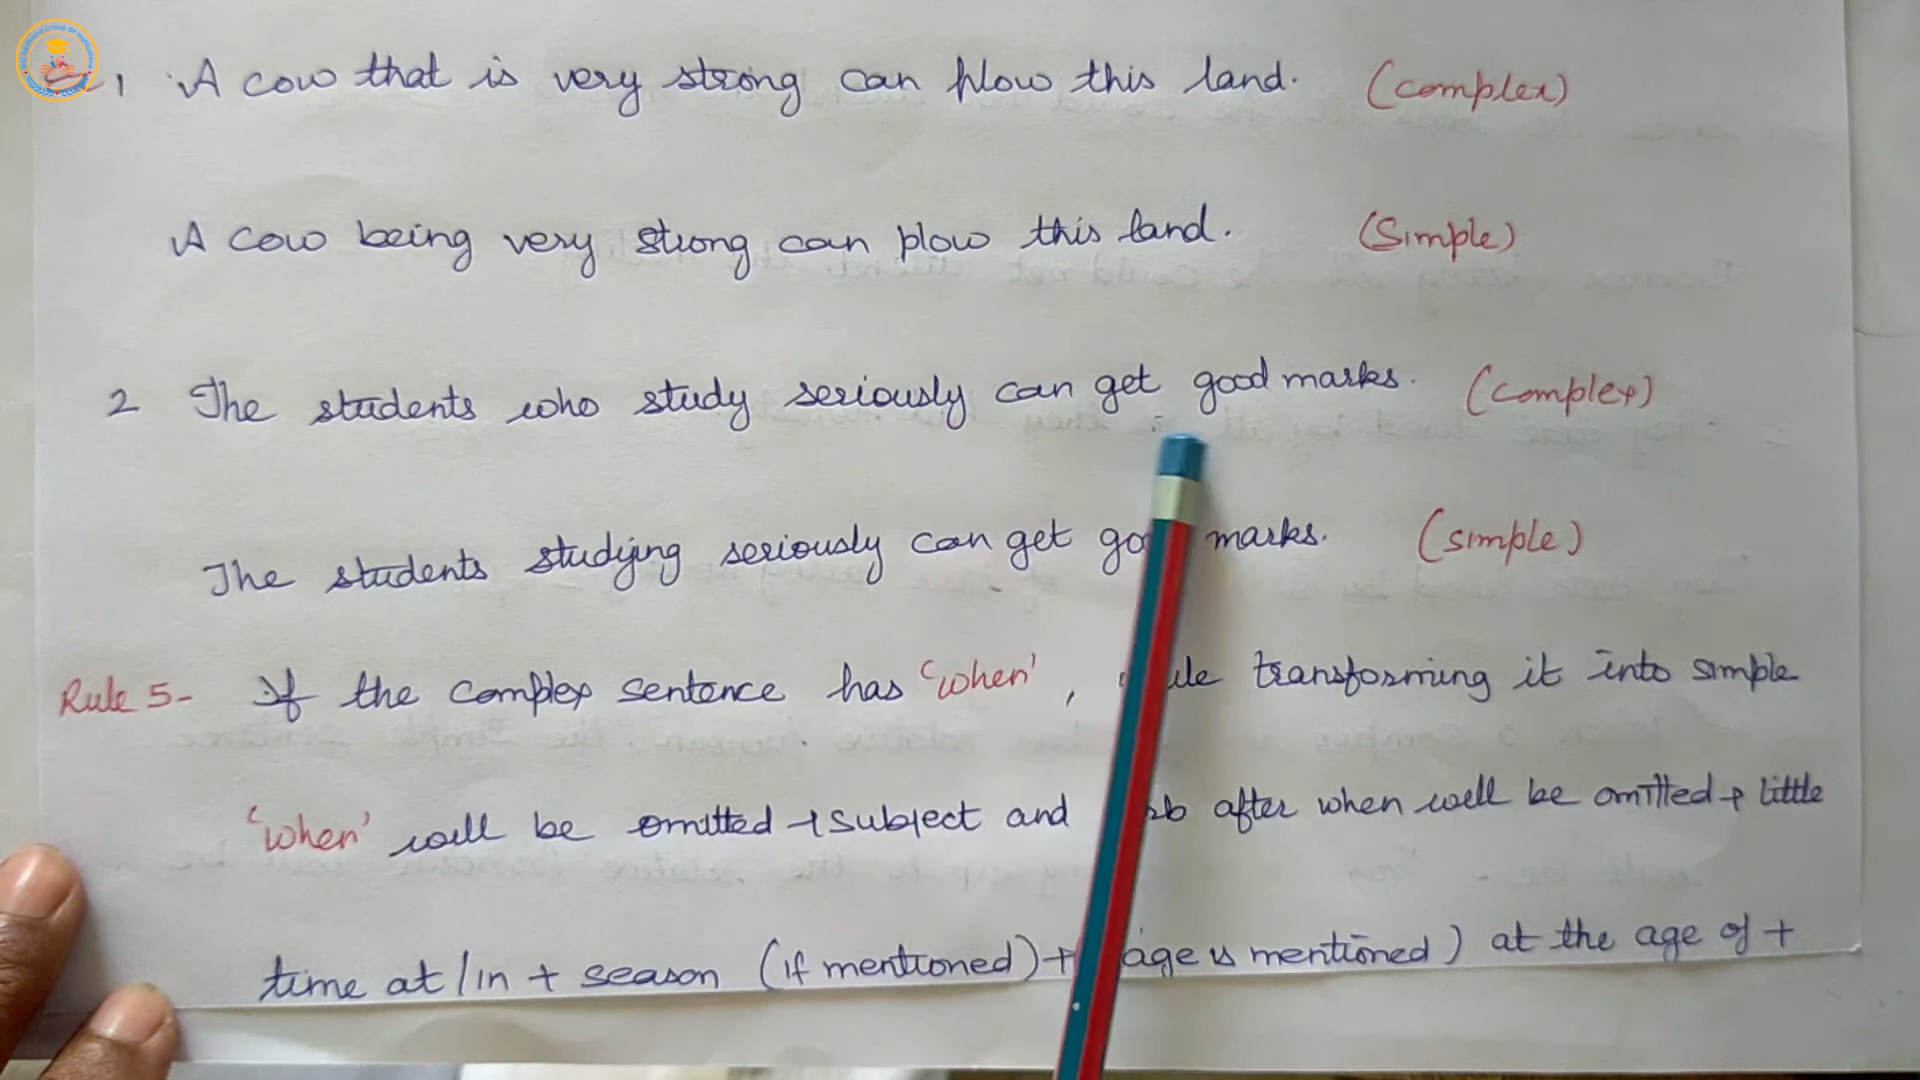 1 A cow that is very strong can plow this land. (complex)
A cow being very strong can plow this land. (Simple)
2 The students who study seriously can get good marks. (complex)
The students studying seriously can get marks. (simple)
Rule 5- If the complex sentence has 'when', transforming it into simple
'when' will be omitted + subject and after when will be omitted + little
time at/in + season (if mentioned) + age is mentioned) at the age of +